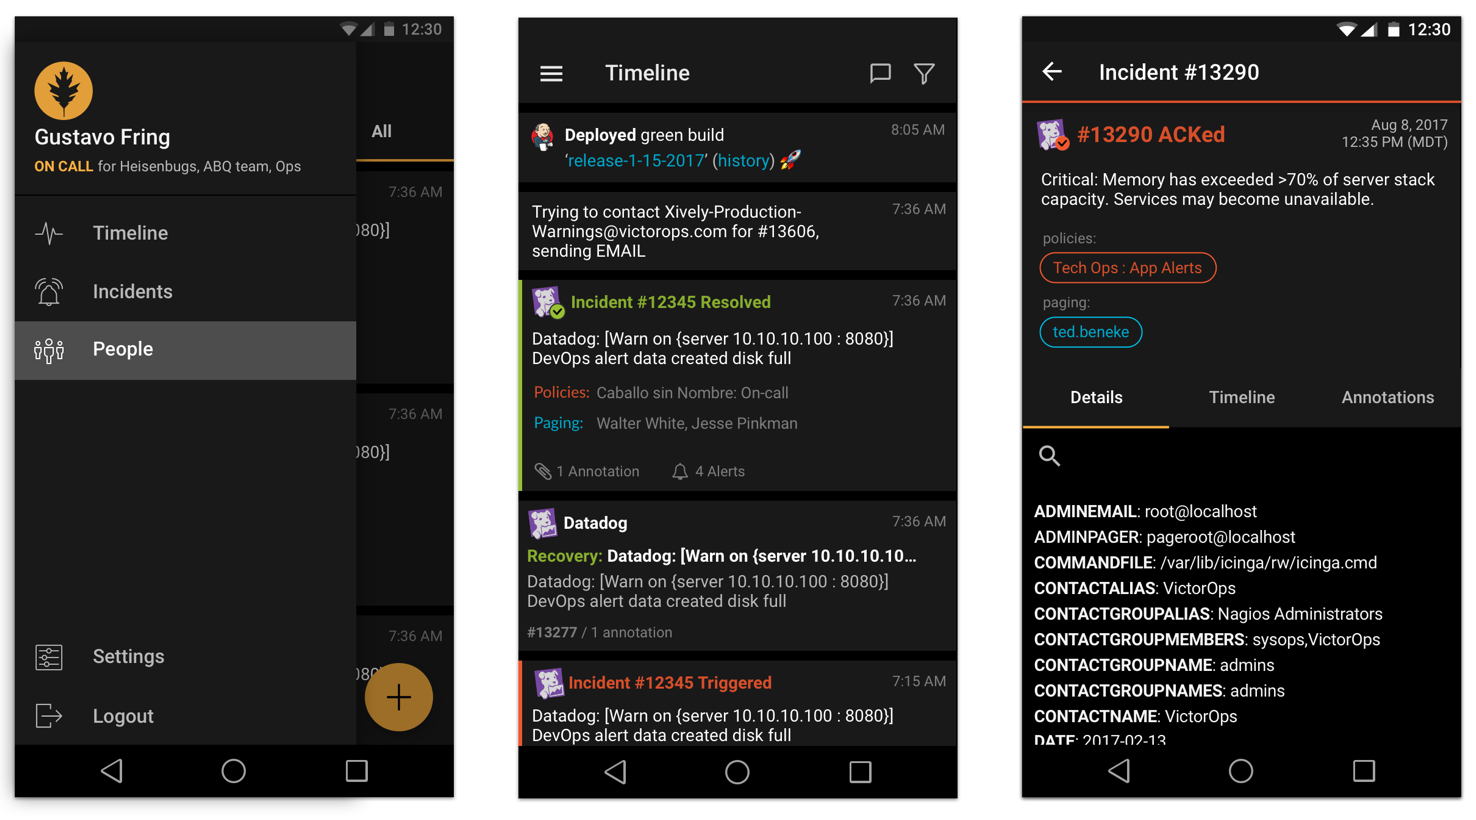 12:30
Gustavo Fring
ON CALL for Heisenbugs, ABQ team, Ops
Timeline
Incidents
People
Settings
Logout
All
7:36 AM
080}]
7:36 AM
080}]
7:36 AM
080}]
Timeline
Deployed green build
8:05 AM
‘release-1-15-2017’ (history) 🚀
Trying to contact Xively-Production-
7:36 AM
Warnings@victorops.com for #13606,
sending EMAIL
Incident #12345 Resolved
7:36 AM
Datadog: [Warn on {server 10.10.10.100 : 8080}]
DevOps alert data created disk full
Policies: Caballo sin Nombre: On-call
Paging: Walter White, Jesse Pinkman
1 Annotation 4 Alerts
Datadog
7:36 AM
Recovery: Datadog: [Warn on {server 10.10.10.10...
Datadog: [Warn on {server 10.10.10.100 : 8080}]
DevOps alert data created disk full
#13277 / 1 annotation
Incident #12345 Triggered
7:15 AM
Datadog: [Warn on {server 10.10.10.100 : 8080}]
DevOps alert data created disk full
12:30
Incident #13290
#13290 ACKed
Aug 8, 2017
12:35 PM (MDT)
Critical: Memory has exceeded >70% of server stack
capacity. Services may become unavailable.
policies:
Tech Ops : App Alerts
paging:
ted.beneke
Details Timeline Annotations
ADMINEMAIL: root@localhost
ADMINPAGER: pageroot@localhost
COMMANDFILE: /var/lib/icinga/rw/icinga.cmd
CONTACTALIAS: VictorOps
CONTACTGROUPALIAS: Nagios Administrators
CONTACTGROUPMEMBERS: sysops,VictorOps
CONTACTGROUPNAME: admins
CONTACTGROUPNAMES: admins
CONTACTNAME: VictorOps
DATE: 2017-02-13